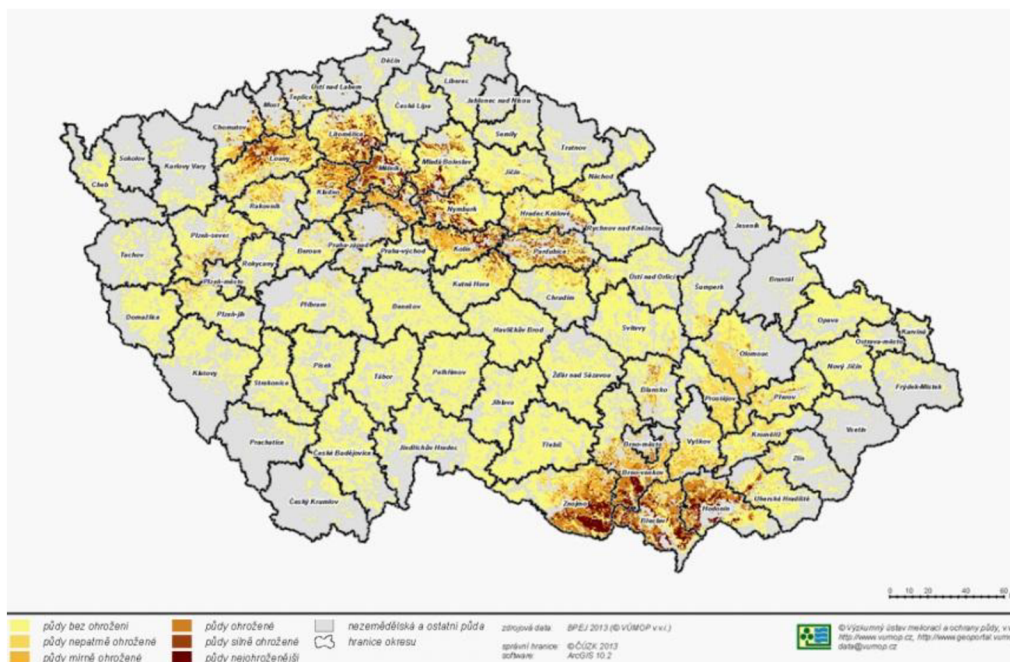 Děčín
Ústí nad Labem
Teplice
Most
Liberec
Jablonec nad Nisou
Česká Lípa
Chomutov
Litoměřice
Semily
Trutnov
Sokolov
Karlovy Vary
Louny
Mělník
Mladá Boleslav
Jičín
Náchod
Cheb
Kladno
Rakovník
Nymburk
Hradec Králové
Rychnov nad Kněžnou
Jeseník
Plzeň-sever
Praha-západ
Praha-východ
Kolín
Pardubice
Tachov
Rokycany
Beroun
Bruntál
Plzeň-město
Kutná Hora
Ústí nad Orlicí
Šumperk
Příbram
Benešov
Chrudim
Domažlice
Plzeň-jih
Havlíčkův Brod
Svitavy
Opava
Karviná
Ostrava-město
Olomouc
Klatovy
Písek
Strakonice
Tábor
Pelhřimov
Žďár nad Sázavou
Blansko
Prostějov
Přerov
Nový Jičín
Frýdek-Místek
Jihlava
Vyškov
Kroměříž
Vsetín
Prachatice
České Budějovice
Jindřichův Hradec
Třebíč
Brno-město
Zlín
Brno-venkov
Uherské Hradiště
Český Krumlov
Znojmo
Břeclav
Hodonín
0 10 20 40 60
půdy bez ohrožení
půdy nepatrně ohrožené
půdy mírně ohrožené
půdy ohrožené
půdy silně ohrožené
půdy nejohroženější
nezemědělská a ostatní půda
hranice okresu
zdrojová data: BPEJ 2013 (© VÚMOP v.v.i.)
správní hranice: © ČÚZK 2013
software: ArcGIS 10.2
© Výzkumný ústav meliorací a ochrany půdy, v.v
http://www.vumop.cz, http://www.geoportal.vumo
data@vumop.cz